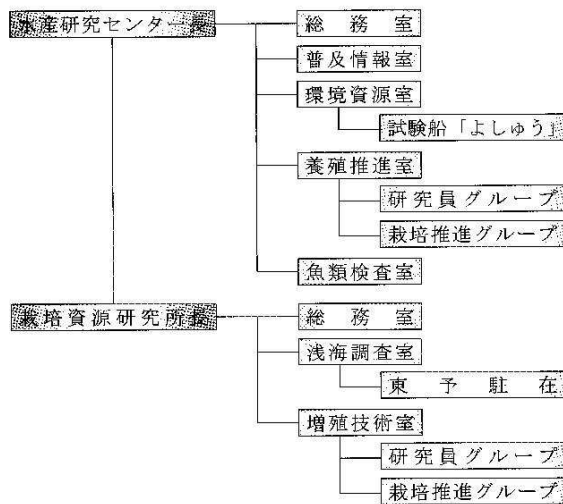 水産研究センター長
総務室
普及情報室
環境資源室
試験船「よしゅう」
養殖推進室
研究員グループ
栽培推進グループ
魚類検査室
栽培資源研究所長
総務室
浅海調査室
東予駐在
増殖技術室
研究員グループ
栽培推進グループ